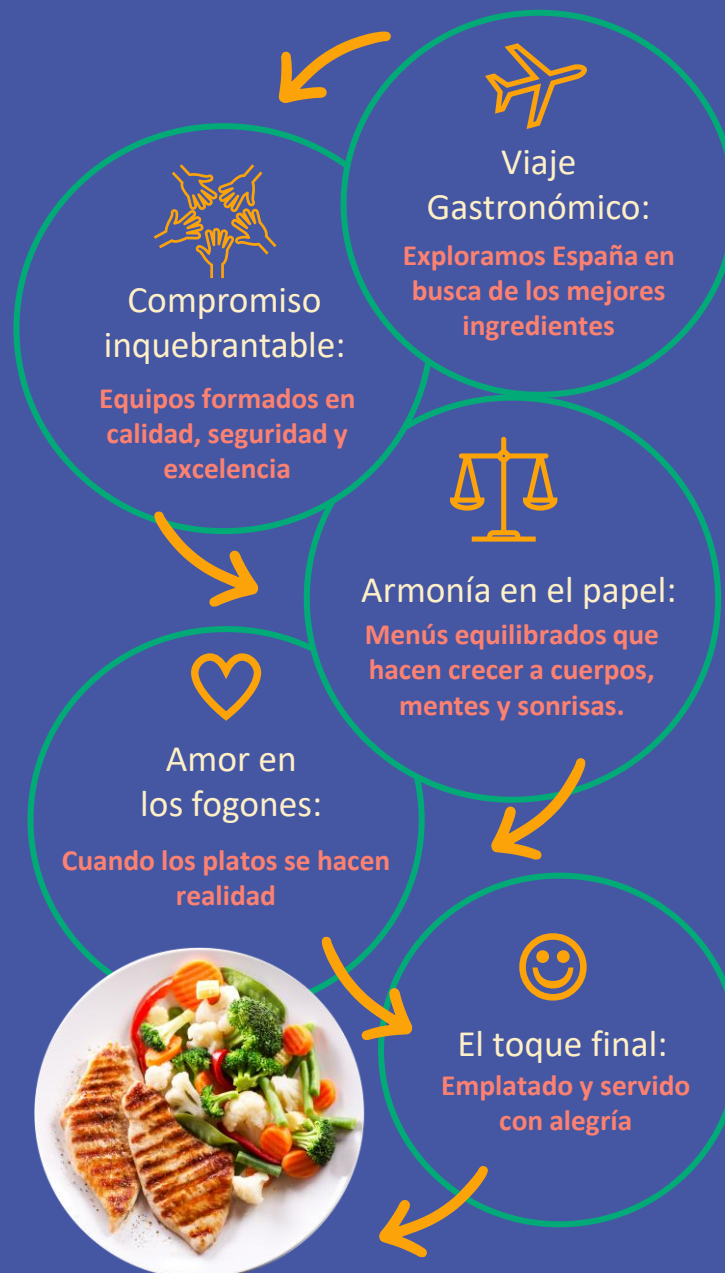 Viaje
Gastronómico:
Exploramos España en
busca de los mejores
ingredientes
Compromiso
inquebrantable:
Equipos formados en
calidad, seguridad y
excelencia
Armonía en el papel:
Menús equilibrados que
hacen crecer a cuerpos,
mentes y sonrisas.
Amor en
los fogones:
Cuando los platos se hacen
realidad
El toque final:
Emplatado y servido
con alegría